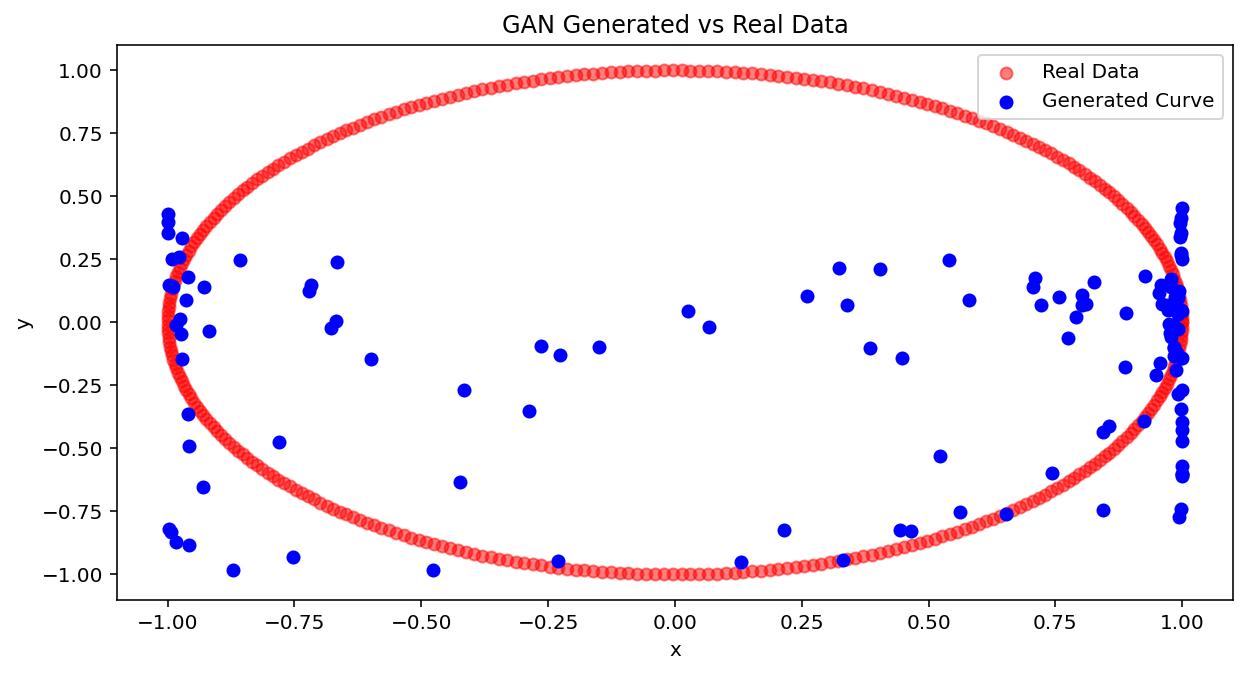 GAN Generated vs Real Data
Real Data
Generated Curve
1.00
0.75
0.50
0.25
0.00
−0.25
−0.50
−0.75
−1.00
y
−1.00 −0.75 −0.50 −0.25 0.00 0.25 0.50 0.75 1.00
x